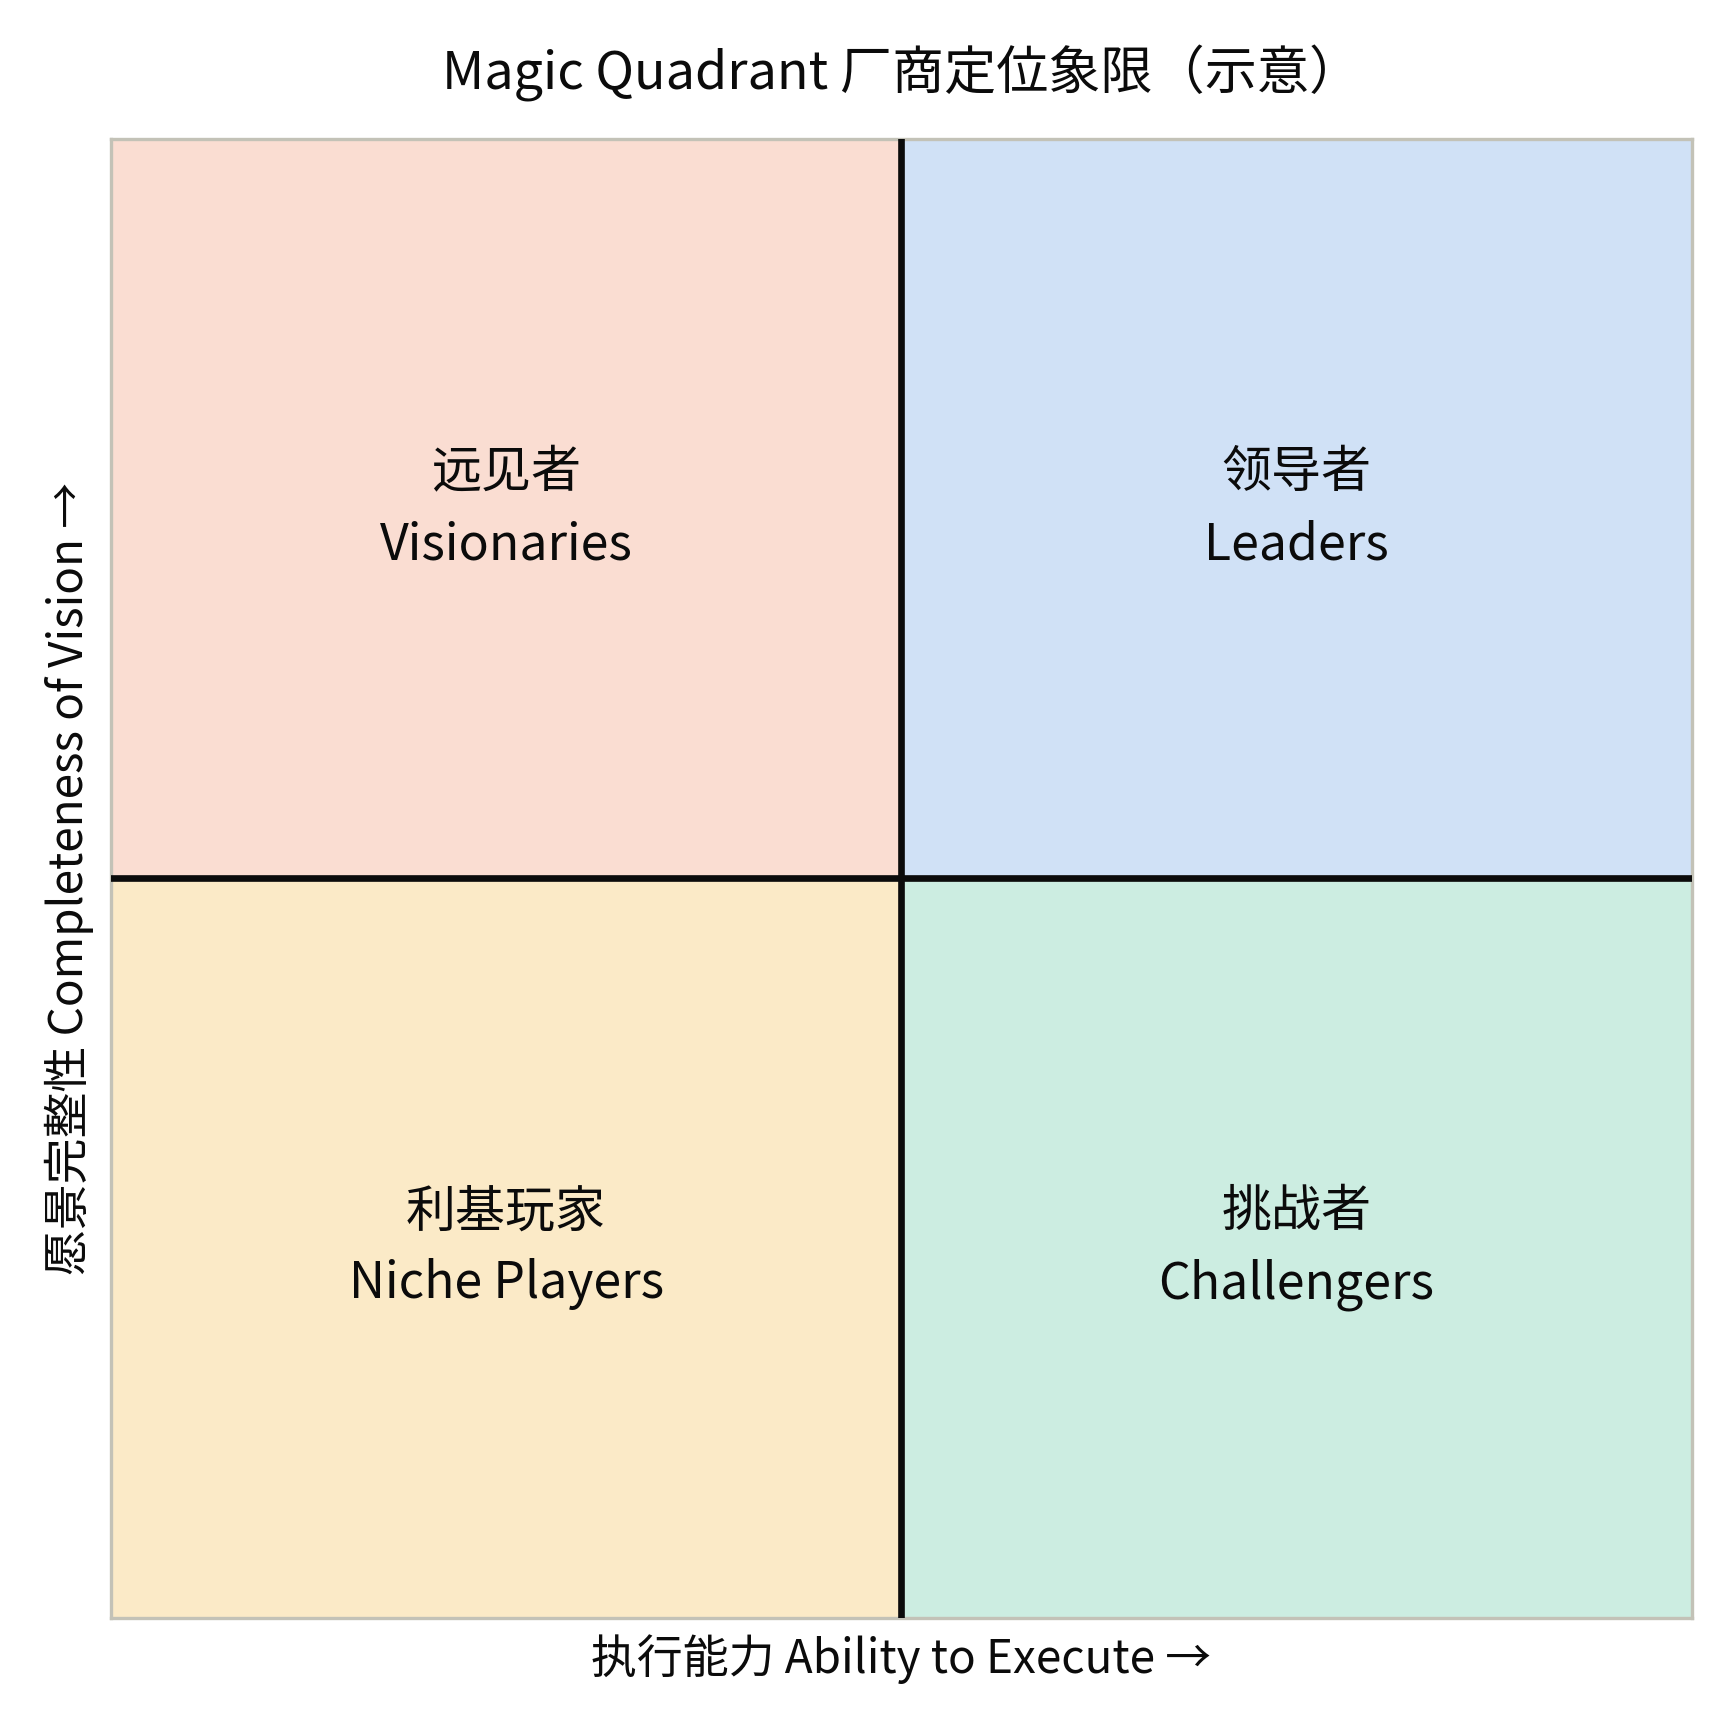 Magic Quadrant 厂商定位象限（示意）
远见者
Visionaries
领导者
Leaders
愿景完整性 Completeness of Vision →
利基玩家
Niche Players
挑战者
Challengers
执行能力 Ability to Execute →